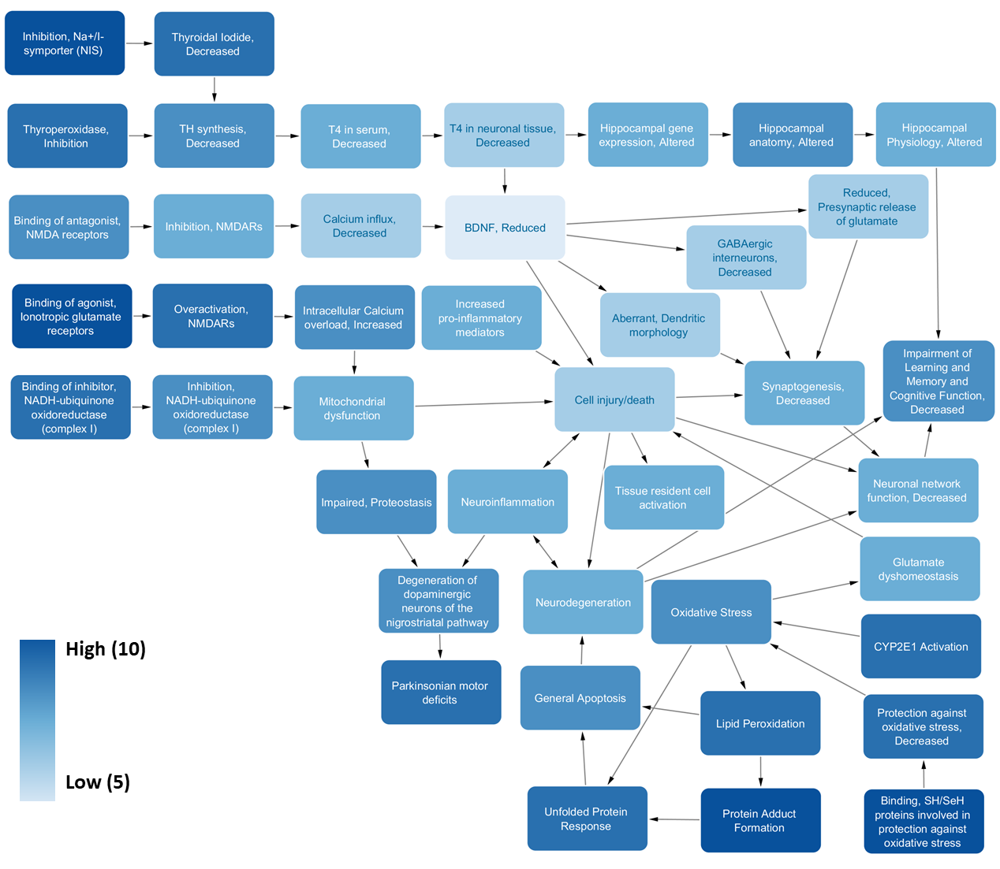 Inhibition, Na+/I-
symporter (NIS)
Thyroidal Iodide,
Decreased
Thyroperoxidase,
Inhibition
TH synthesis,
Decreased
T4 in serum,
Decreased
T4 in neuronal tissue,
Decreased
Hippocampal gene
expression, Altered
Hippocampal
anatomy, Altered
Hippocampal
Physiology, Altered
Binding of antagonist,
NMDA receptors
Inhibition, NMDARs
Calcium influx,
Decreased
BDNF, Reduced
Reduced,
Presynaptic release
of glutamate
GABAergic
interneurons,
Decreased
Binding of agonist,
Ionotropic glutamate
receptors
Overactivation,
NMDARs
Intracellular Calcium
overload, Increased
Increased
pro-inflammatory
mediators
Aberrant, Dendritic
morphology
Impairment of
Learning and
Memory and
Cognitive Function,
Decreased
Binding of inhibitor,
NADH-ubiquinone
oxidoreductase
(complex I)
Inhibition,
NADH-ubiquinone
oxidoreductase
(complex I)
Mitochondrial
dysfunction
Cell injury/death
Synaptogenesis,
Decreased
Impaired, Proteostasis
Neuroinflammation
Tissue resident cell
activation
Neuronal network
function, Decreased
Degeneration of
dopaminergic
neurons of the
nigrostriatal pathway
Neurodegeneration
Oxidative Stress
Glutamate
dyshomeostasis
CYP2E1 Activation
High (10)
Low (5)
Parkinsonian motor
deficits
General Apoptosis
Lipid Peroxidation
Protection against
oxidative stress,
Decreased
Unfolded Protein
Response
Protein Adduct
Formation
Binding, SH/SeH
proteins involved in
protection against
oxidative stress